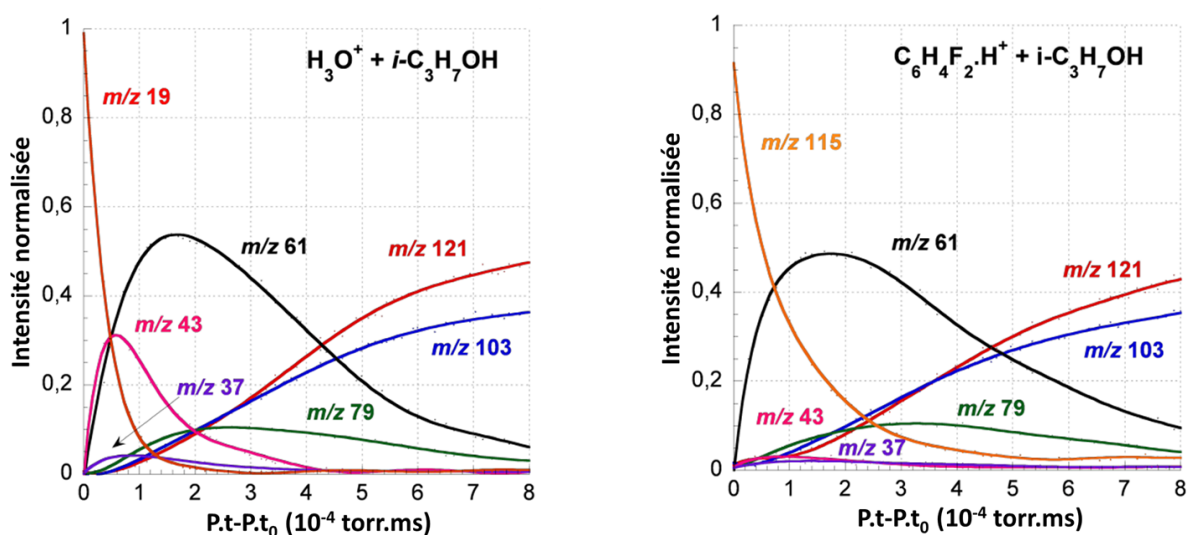 Intensité normalisée
1
0,8
0,6
0,4
0,2
0
H₃O⁺ + i-C₃H₇OH
m/z 19
m/z 61
m/z 121
m/z 43
m/z 103
m/z 37
m/z 79
0 1 2 3 4 5 6 7 8
P.t-P.t₀ (10⁻⁴ torr.ms)
Intensité normalisée
1
0,8
0,6
0,4
0,2
0
C₆H₄F₂.H⁺ + i-C₃H₇OH
m/z 115
m/z 61
m/z 121
m/z 103
m/z 43
m/z 79
m/z 37
0 1 2 3 4 5 6 7 8
P.t-P.t₀ (10⁻⁴ torr.ms)